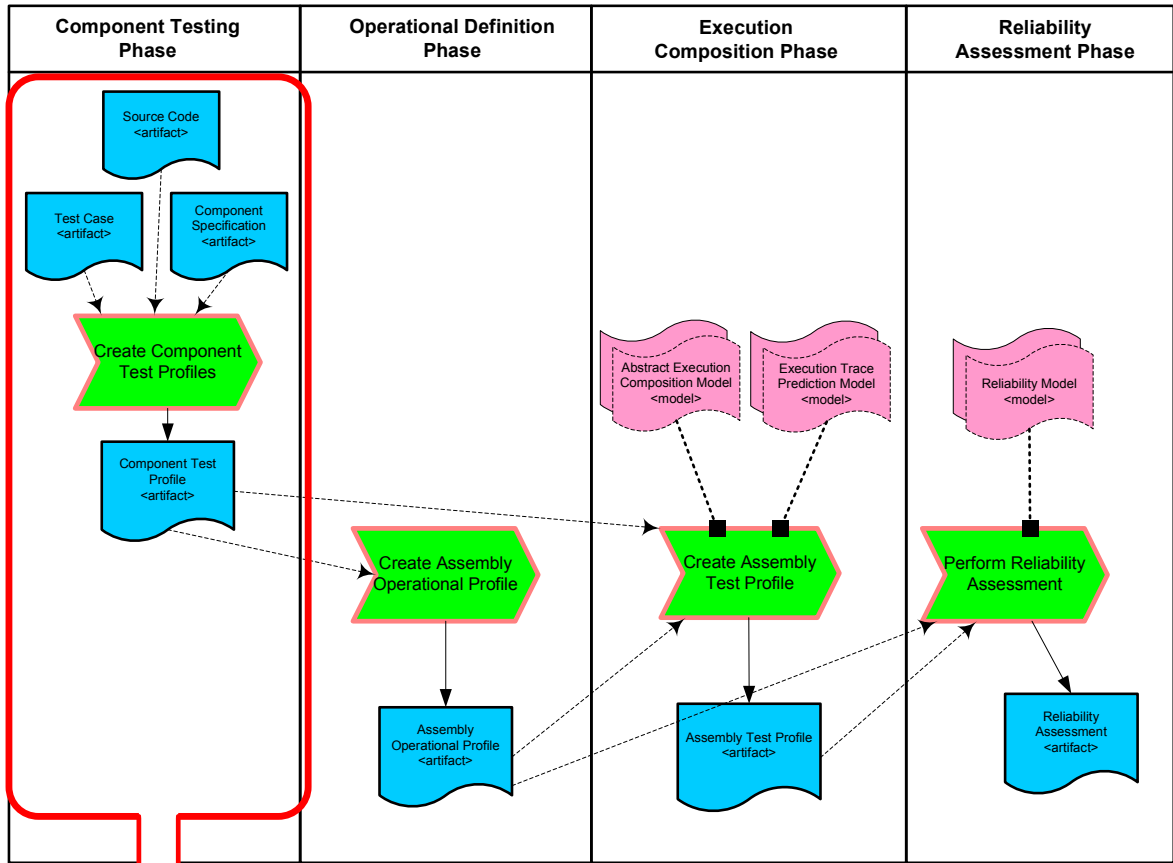 Component Testing
Phase
Operational Definition
Phase
Execution
Composition Phase
Reliability
Assessment Phase
Source Code
<artifact>
Test Case
<artifact>
Component
Specification
<artifact>
Create Component
Test Profiles
Component Test
Profile
<artifact>
Create Assembly
Operational Profile
Assembly
Operational Profile
<artifact>
Abstract Execution
Composition Model
<model>
Execution Trace
Prediction Model
<model>
Create Assembly
Test Profile
Assembly Test Profile
<artifact>
Reliability Model
<model>
Perform Reliability
Assessment
Reliability
Assessment
<artifact>